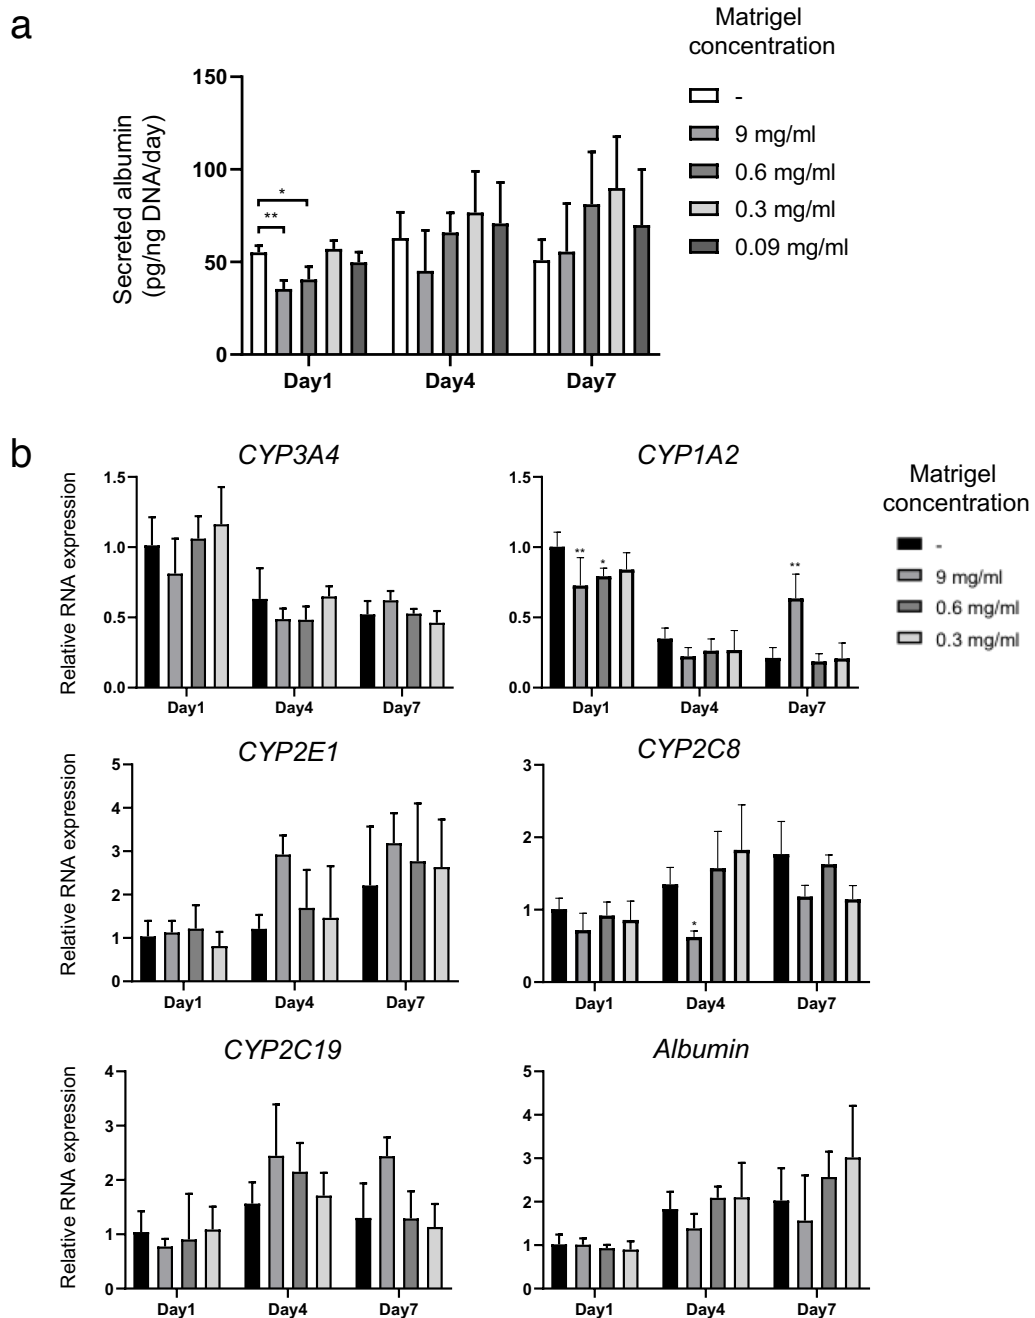 a
Matrigel
concentration
-
9 mg/ml
0.6 mg/ml
0.3 mg/ml
0.09 mg/ml
Secreted albumin
(pg/ng DNA/day)
150
100
50
0
*
**
Day1 Day4 Day7
b
CYP3A4
Relative RNA expression
1.5
1.0
0.5
0.0
Day1 Day4 Day7
CYP1A2
1.5
1.0
0.5
0.0
** * **
Day1 Day4 Day7
Matrigel
concentration
-
9 mg/ml
0.6 mg/ml
0.3 mg/ml
CYP2E1
Relative RNA expression
5
4
3
2
1
0
Day1 Day4 Day7
CYP2C8
3
2
1
0
*
Day1 Day4 Day7
CYP2C19
Relative RNA expression
4
3
2
1
0
Day1 Day4 Day7
Albumin
5
4
3
2
1
0
Day1 Day4 Day7